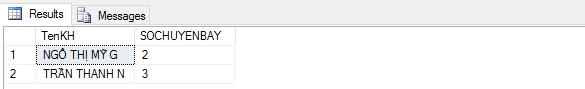 Results Messages
TenKH SOCHUYENBAY
1 NGÔ THỊ MỸ G 2
2 TRẦN THANH N 3